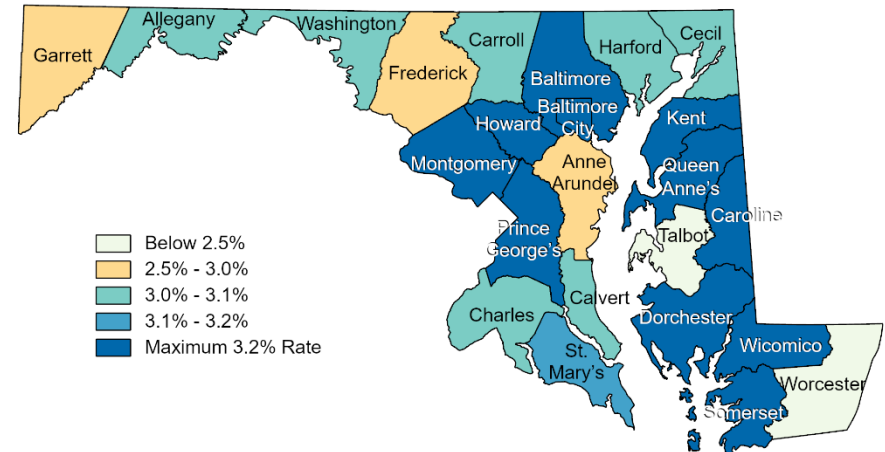 Garrett
Allegany
Washington
Frederick
Carroll
Baltimore
Baltimore
City
Harford
Cecil
Howard
Montgomery
Anne
Arundel
Prince
George's
Kent
Queen
Anne's
Caroline
Talbot
Calvert
Charles
St.
Mary's
Dorchester
Wicomico
Worcester
Somerset
Below 2.5%
2.5% - 3.0%
3.0% - 3.1%
3.1% - 3.2%
Maximum 3.2% Rate